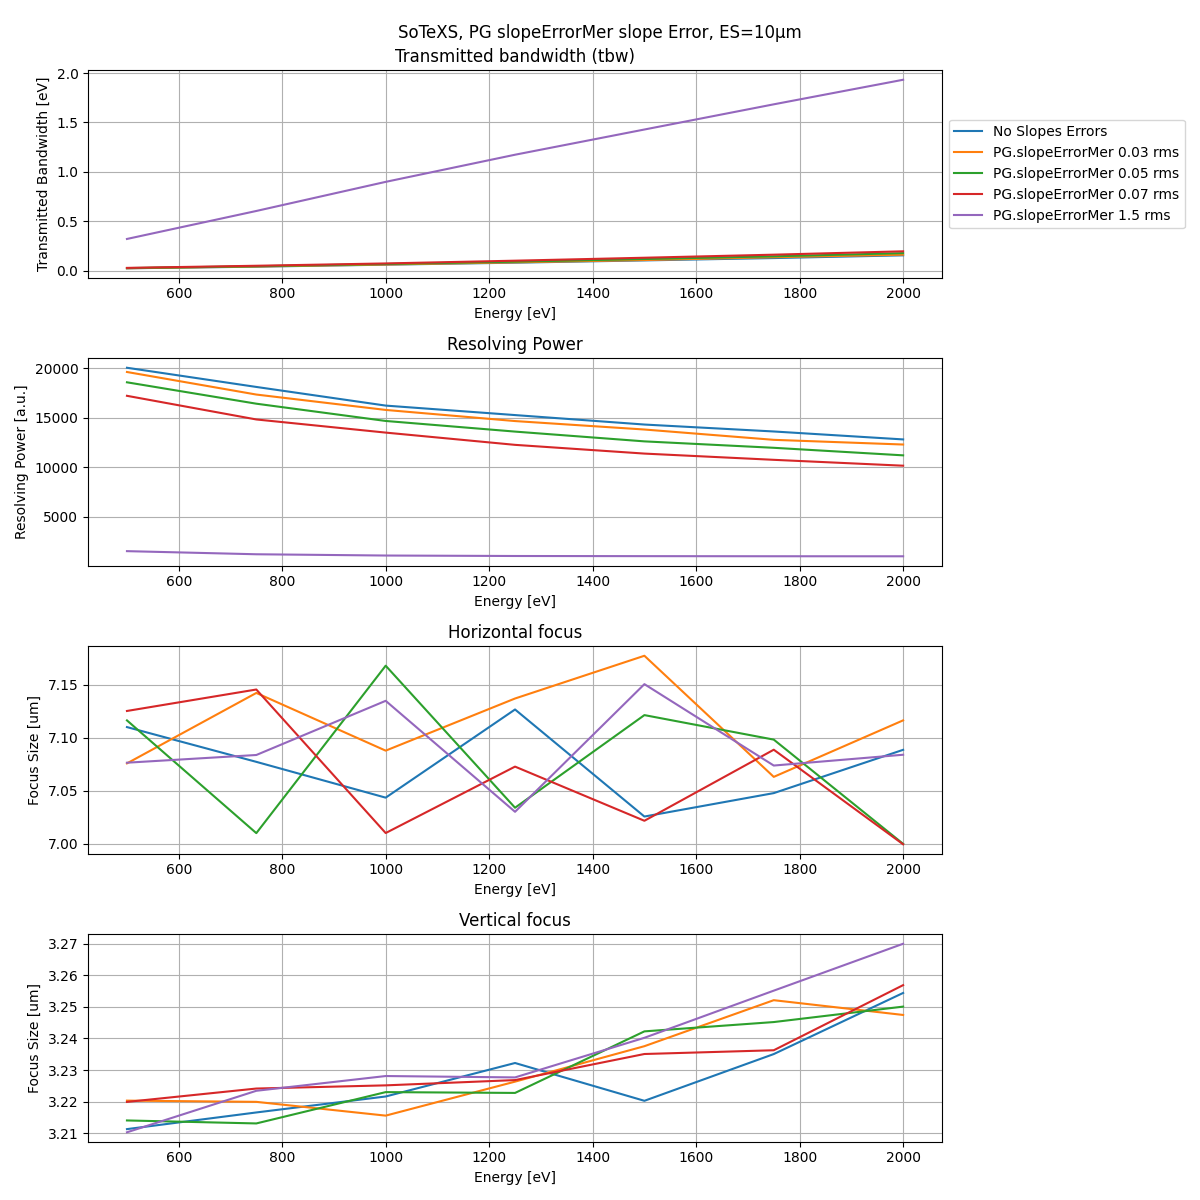 SoTeXS, PG slopeErrorMer slope Error, ES=10µm
Transmitted bandwidth (tbw)
Transmitted Bandwidth [eV]
2.0
1.5
1.0
0.5
0.0
600 800 1000 1200 1400 1600 1800 2000
Energy [eV]
No Slopes Errors
PG.slopeErrorMer 0.03 rms
PG.slopeErrorMer 0.05 rms
PG.slopeErrorMer 0.07 rms
PG.slopeErrorMer 1.5 rms
Resolving Power
Resolving Power [a.u.]
20000
15000
10000
5000
600 800 1000 1200 1400 1600 1800 2000
Energy [eV]
Horizontal focus
Focus Size [um]
7.15
7.10
7.05
7.00
600 800 1000 1200 1400 1600 1800 2000
Energy [eV]
Vertical focus
Focus Size [um]
3.27
3.26
3.25
3.24
3.23
3.22
3.21
600 800 1000 1200 1400 1600 1800 2000
Energy [eV]